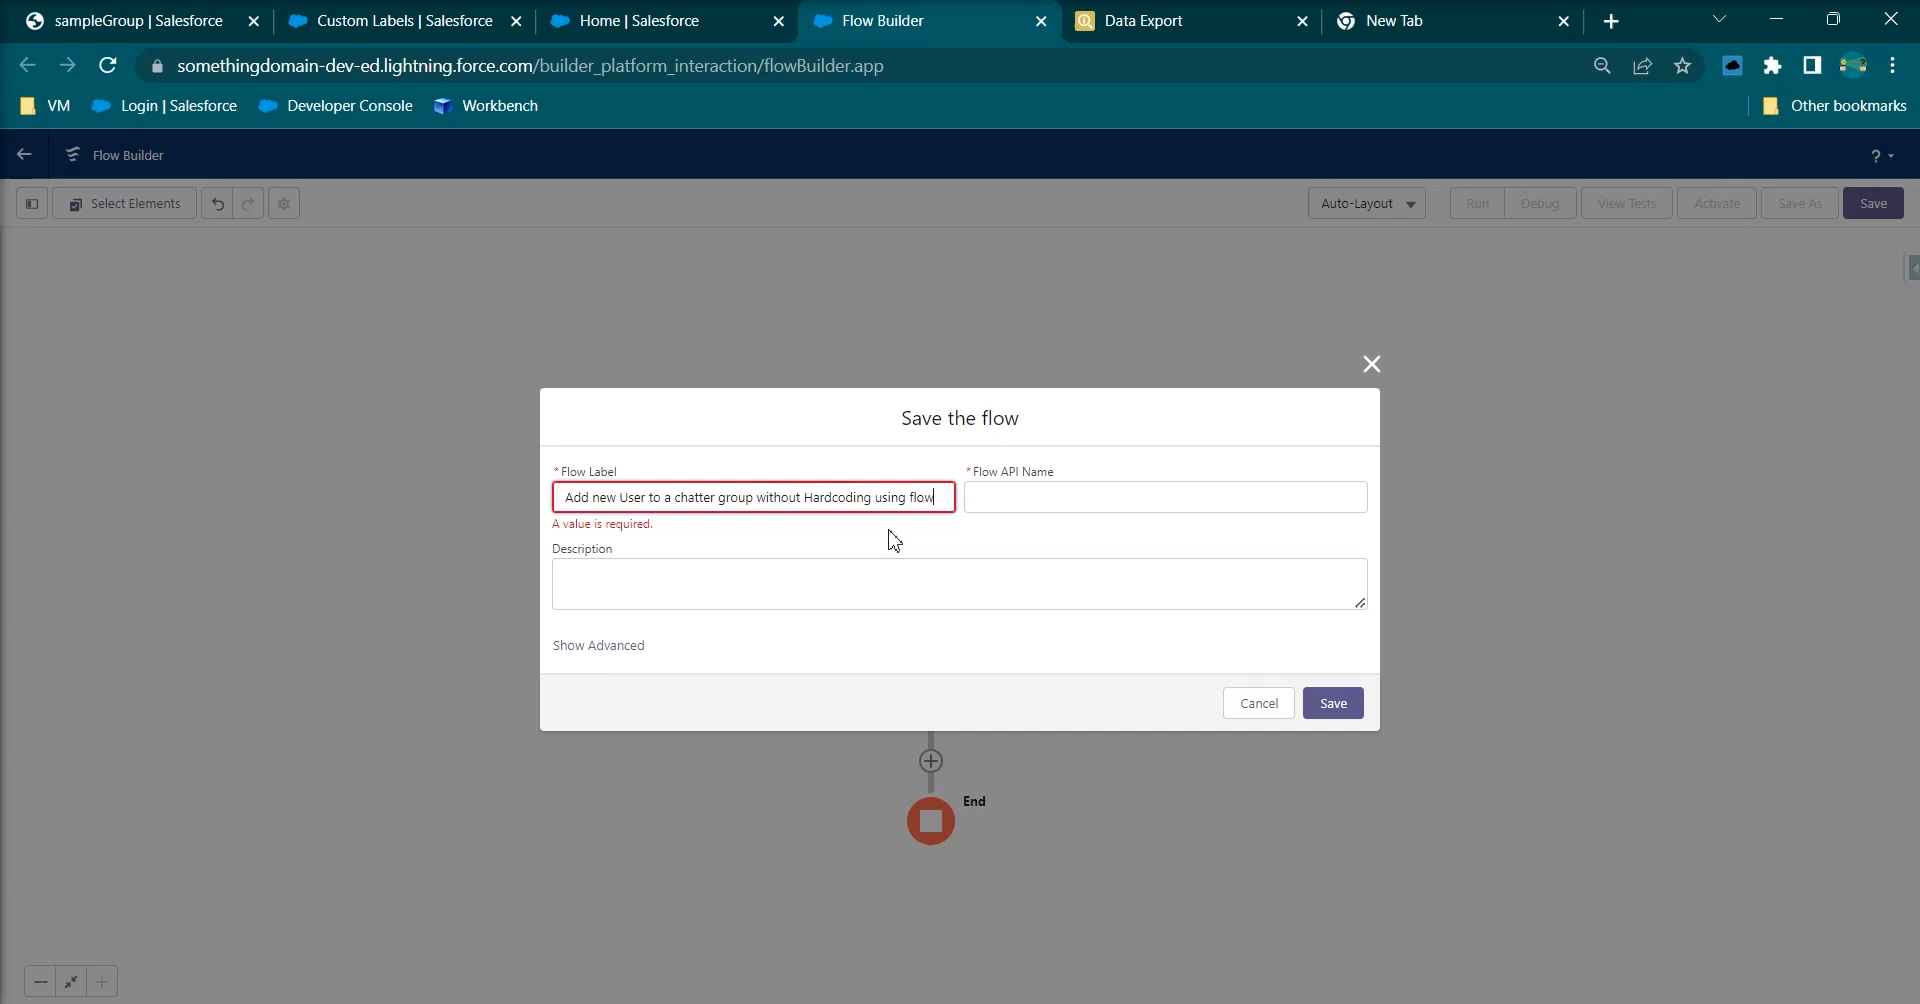 sampleGroup | Salesforce
Custom Labels | Salesforce
Home | Salesforce
Flow Builder
Data Export
New Tab
somethingdomain-dev-ed.lightning.force.com/builder_platform_interaction/flowBuilder.app
VM
Login | Salesforce
Developer Console
Workbench
Other bookmarks
Flow Builder
?
Select Elements
Auto-Layout
Run
Debug
View Tests
Activate
Save As
Save
Save the flow
* Flow Label
* Flow API Name
Add new User to a chatter group without Hardcoding using flow
A value is required.
Description
Show Advanced
Cancel
Save
End